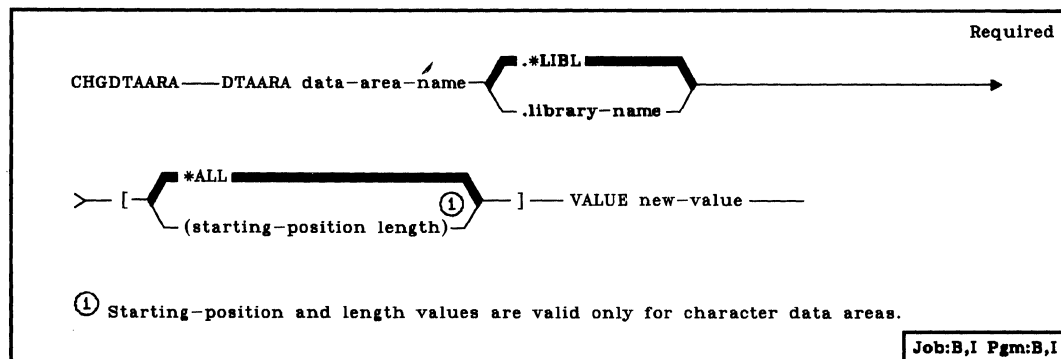 Required
.*LIBL
CHGDTAARA DTAARA data-area-name
.library-name
*ALL
[ (starting-position length) ① ] VALUE new-value
① Starting-position and length values are valid only for character data areas.
Job:B,I Pgm:B,I